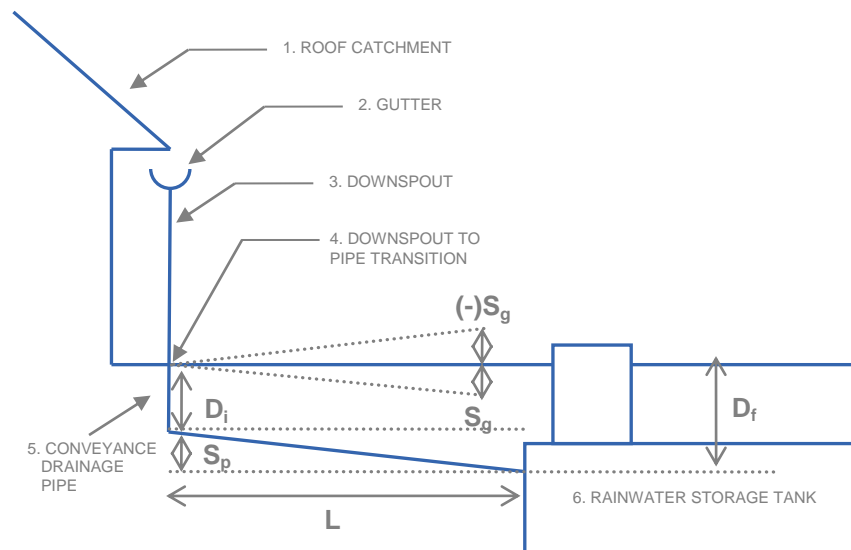 1. ROOF CATCHMENT
2. GUTTER
3. DOWNSPOUT
4. DOWNSPOUT TO
PIPE TRANSITION
(-)Sg
Sg
Di
Df
5. CONVEYANCE
DRAINAGE
PIPE
Sp
6. RAINWATER STORAGE TANK
L